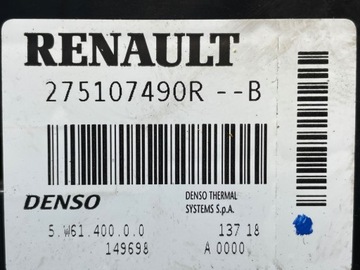 RENAULT
275107490R --B
DENSO
DENSO THERMAL
SYSTEMS S.p.A.
5.W61.400.0.0 137 18
149698 A 0000